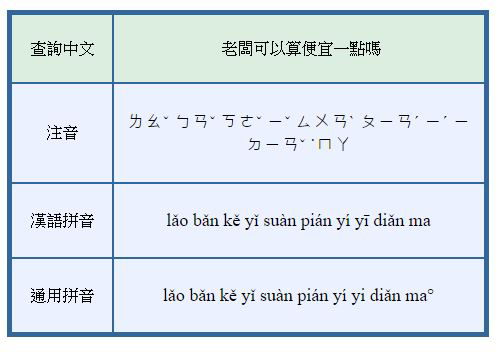 查詢中文 老闆可以算便宜一點嗎
注音 ㄌㄠˇ ㄅㄢˇ ㄎㄜˇ ㄧˇ ㄙㄨㄢˋ ㄆㄧㄢˊ ㄧˊ ㄧ
ㄉㄧㄢˇ ˙ㄇㄚ
漢語拼音 lǎo bǎn kě yǐ suàn pián yí yī diǎn ma
通用拼音 lǎo bǎn kě yǐ suàn pián yí yi diǎn ma°